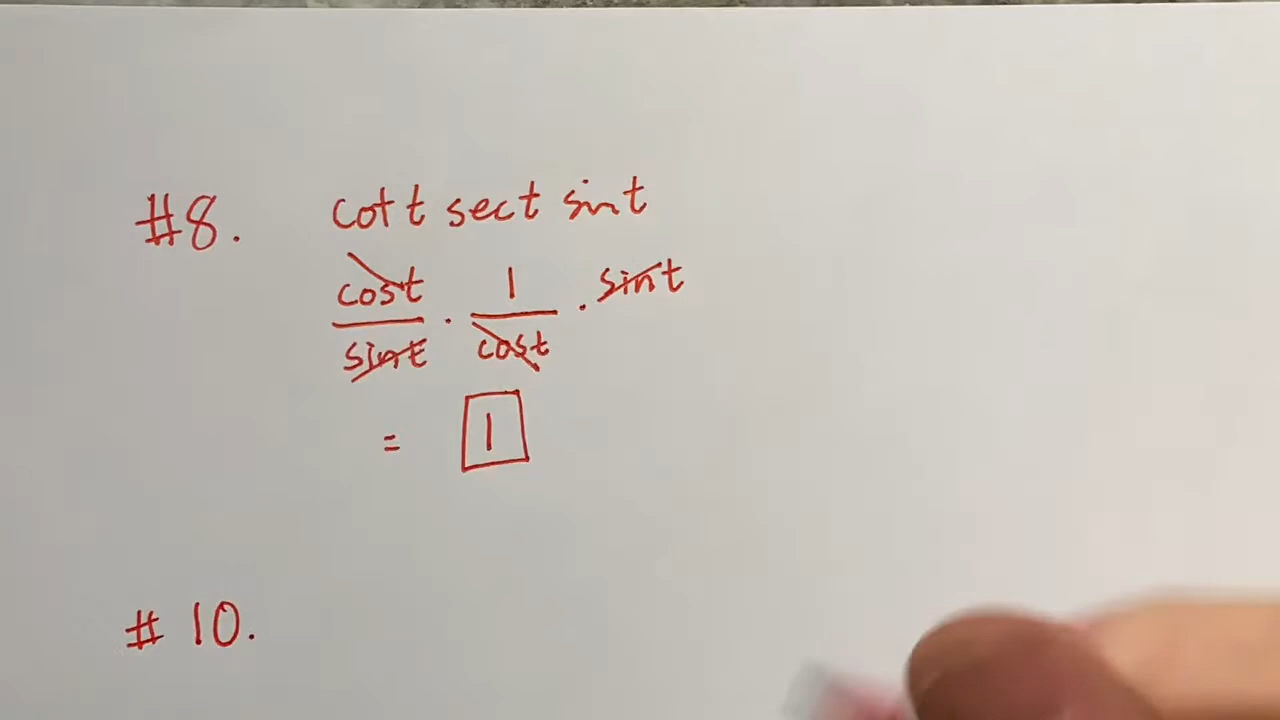 #8. cot t sec t sin t
cos t / sin t · 1 / cos t · sin t
= 1
# 10.